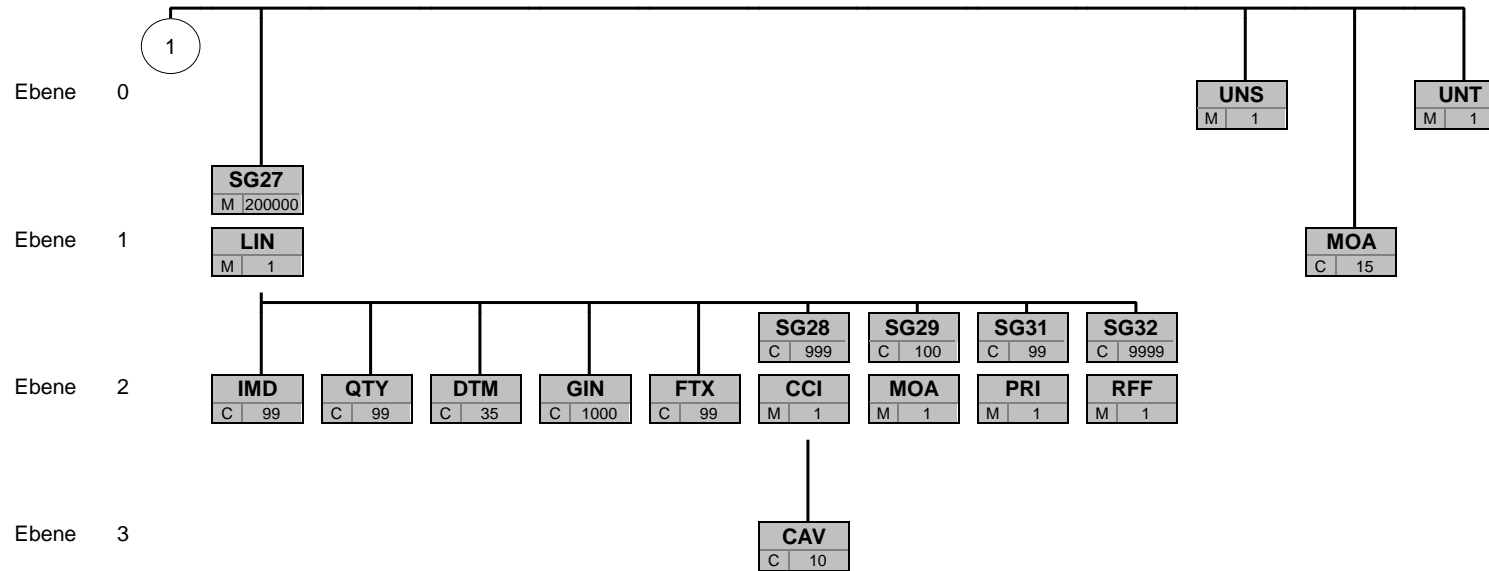 1
Ebene 0
UNS UNT
M 1 M 1
SG27
M 200000
Ebene 1
LIN MOA
M 1 C 15
SG28 SG29 SG31 SG32
C 999 C 100 C 99 C 9999
Ebene 2
IMD QTY DTM GIN FTX CCI MOA PRI RFF
C 99 C 99 C 35 C 1000 C 99 M 1 M 1 M 1 M 1
Ebene 3
CAV
C 10